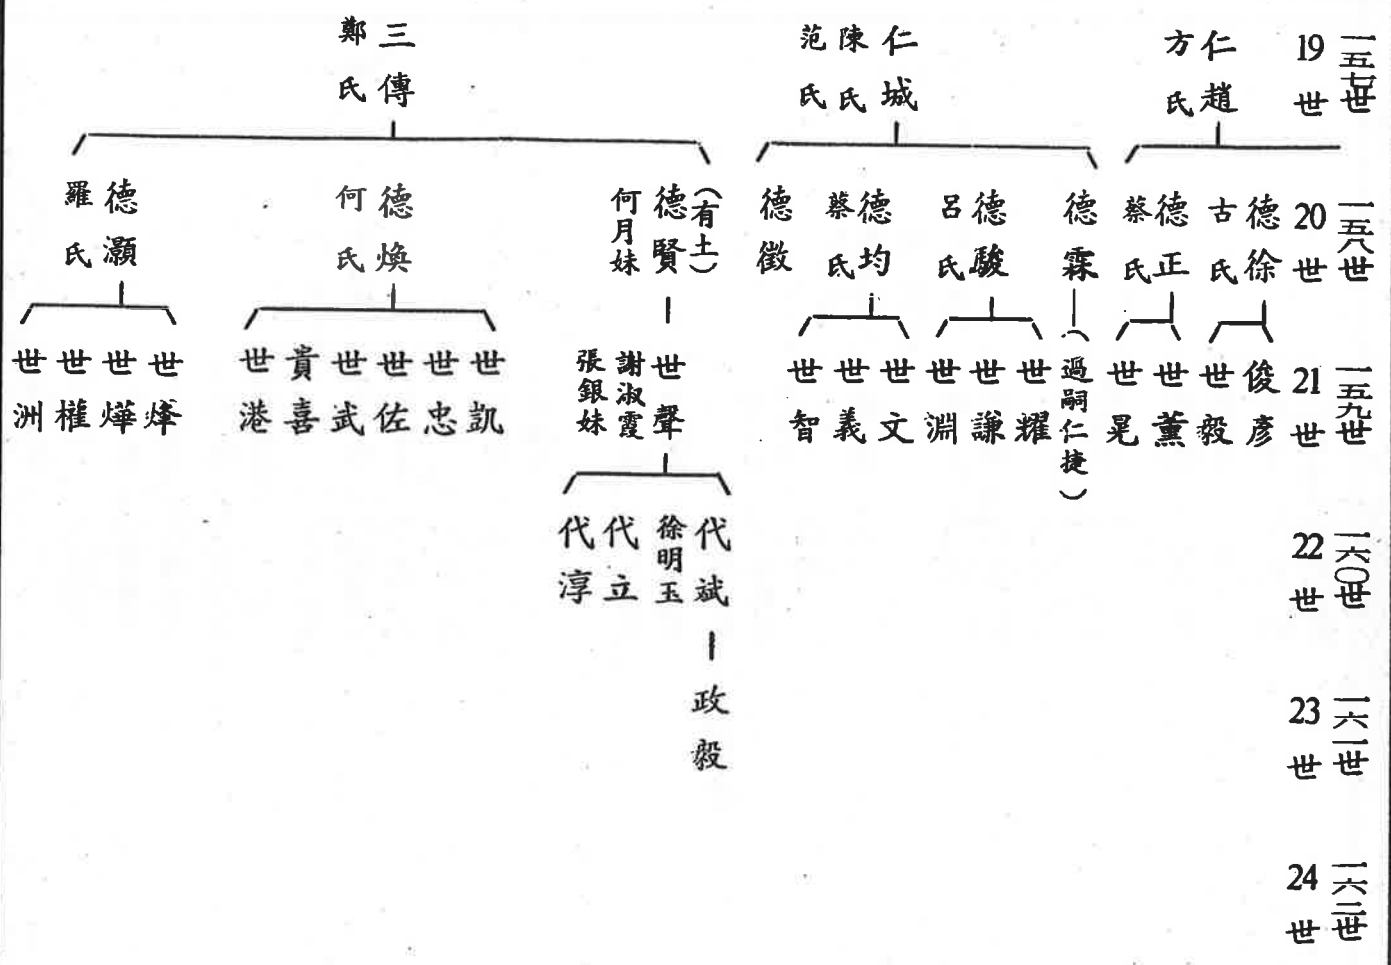 一五七世
19世
仁趙
方氏
仁城
陳氏
范氏
三傳
鄭氏
一五八世
20世
德徐
古氏
德正
蔡氏
德霖
德駿
呂氏
德均
蔡氏
德徵
(有土)
德賢
何月妹
德煥
何氏
德灝
羅氏
一五九世
21世
俊彥
世毅
世薰
世晃
(過嗣仁捷)
世耀
世謙
世淵
世文
世義
世智
世聲
謝淑霞
張銀妹
世凱
世忠
世佐
世武
貴喜
世港
世燁
世權
世洲
一六〇世
22世
代斌
徐明玉
代立
代淳
一六一世
23世
政毅
一六二世
24世